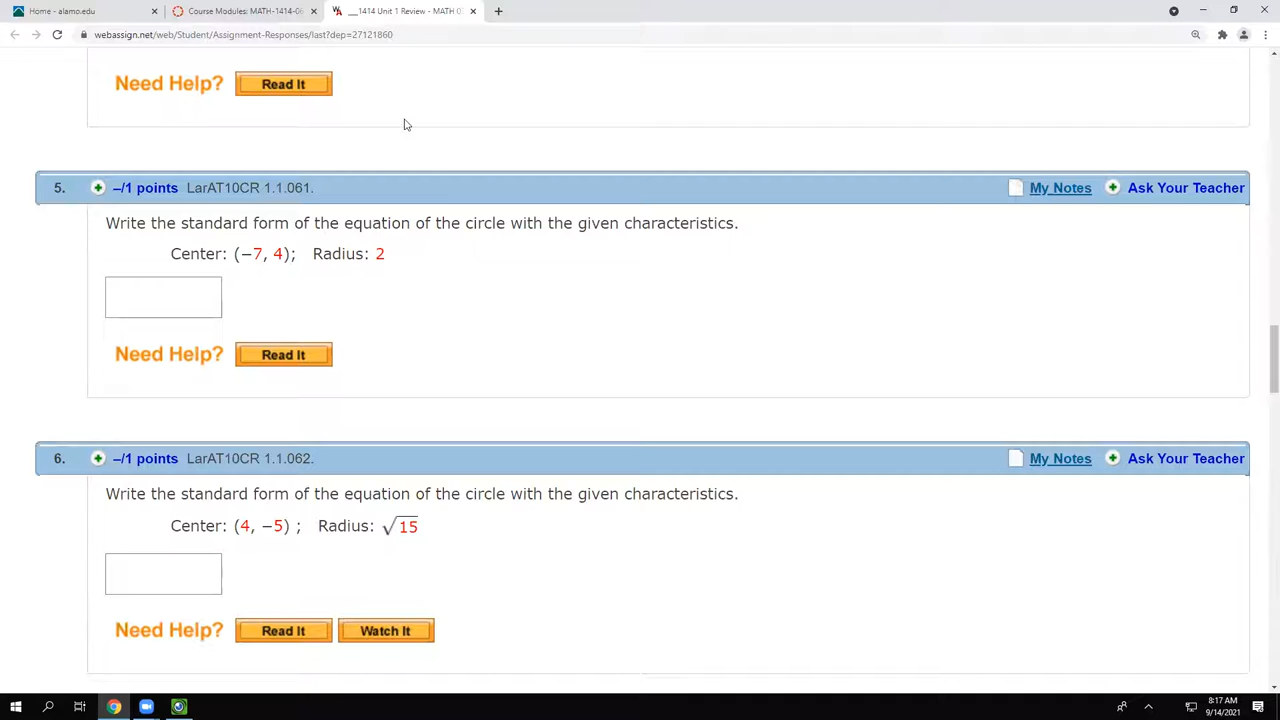 Home - alamo.edu
Course Modules: MATH-1414-06
__1414 Unit 1 Review - MATH 0
webassign.net/web/Student/Assignment-Responses/last?dep=27121860
Need Help? Read It
5. –/1 points LarAT10CR 1.1.061. My Notes Ask Your Teacher
Write the standard form of the equation of the circle with the given characteristics.
Center: (−7, 4); Radius: 2
Need Help? Read It
6. –/1 points LarAT10CR 1.1.062. My Notes Ask Your Teacher
Write the standard form of the equation of the circle with the given characteristics.
Center: (4, −5) ; Radius: √15
Need Help? Read It Watch It
8:17 AM
9/14/2021